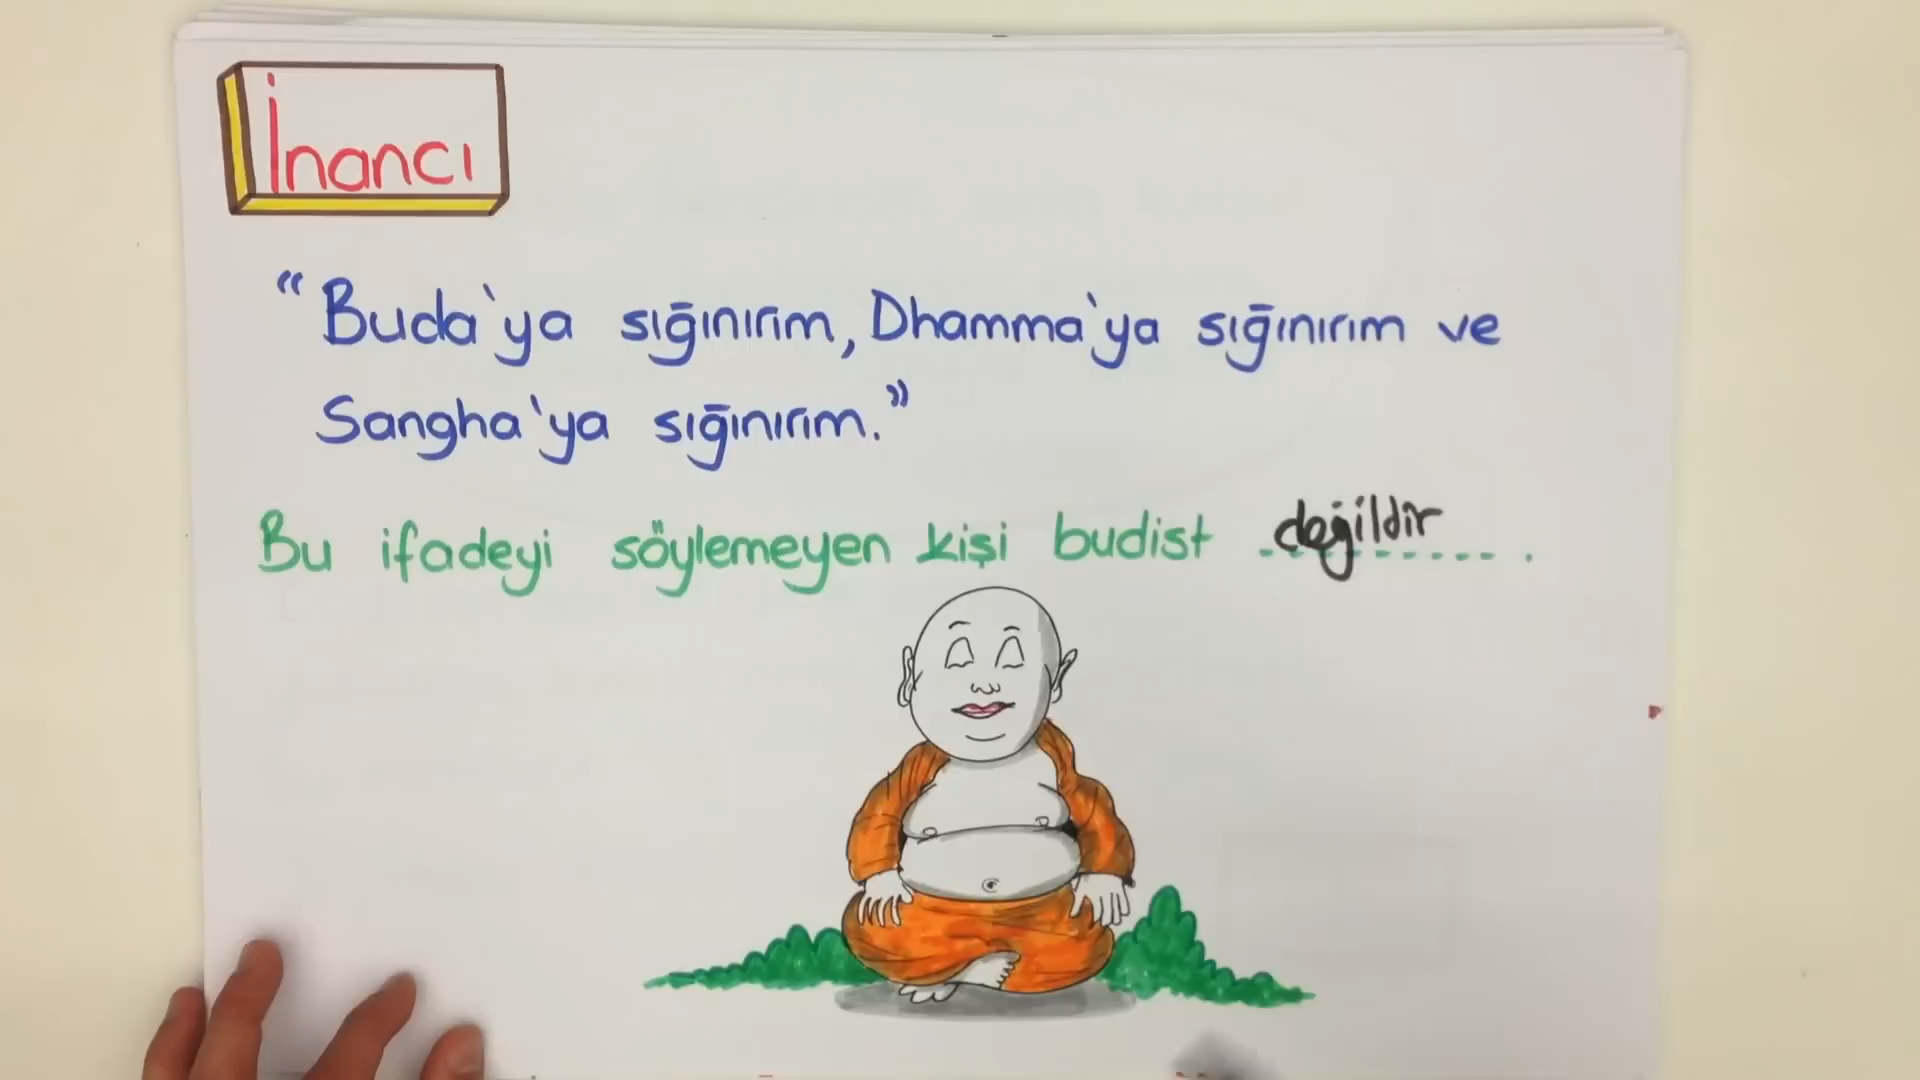 İnancı
"Buda'ya sığınırım, Dhamma'ya sığınırım ve
Sangha'ya sığınırım."
Bu ifadeyi söylemeyen kişi budist değildir.